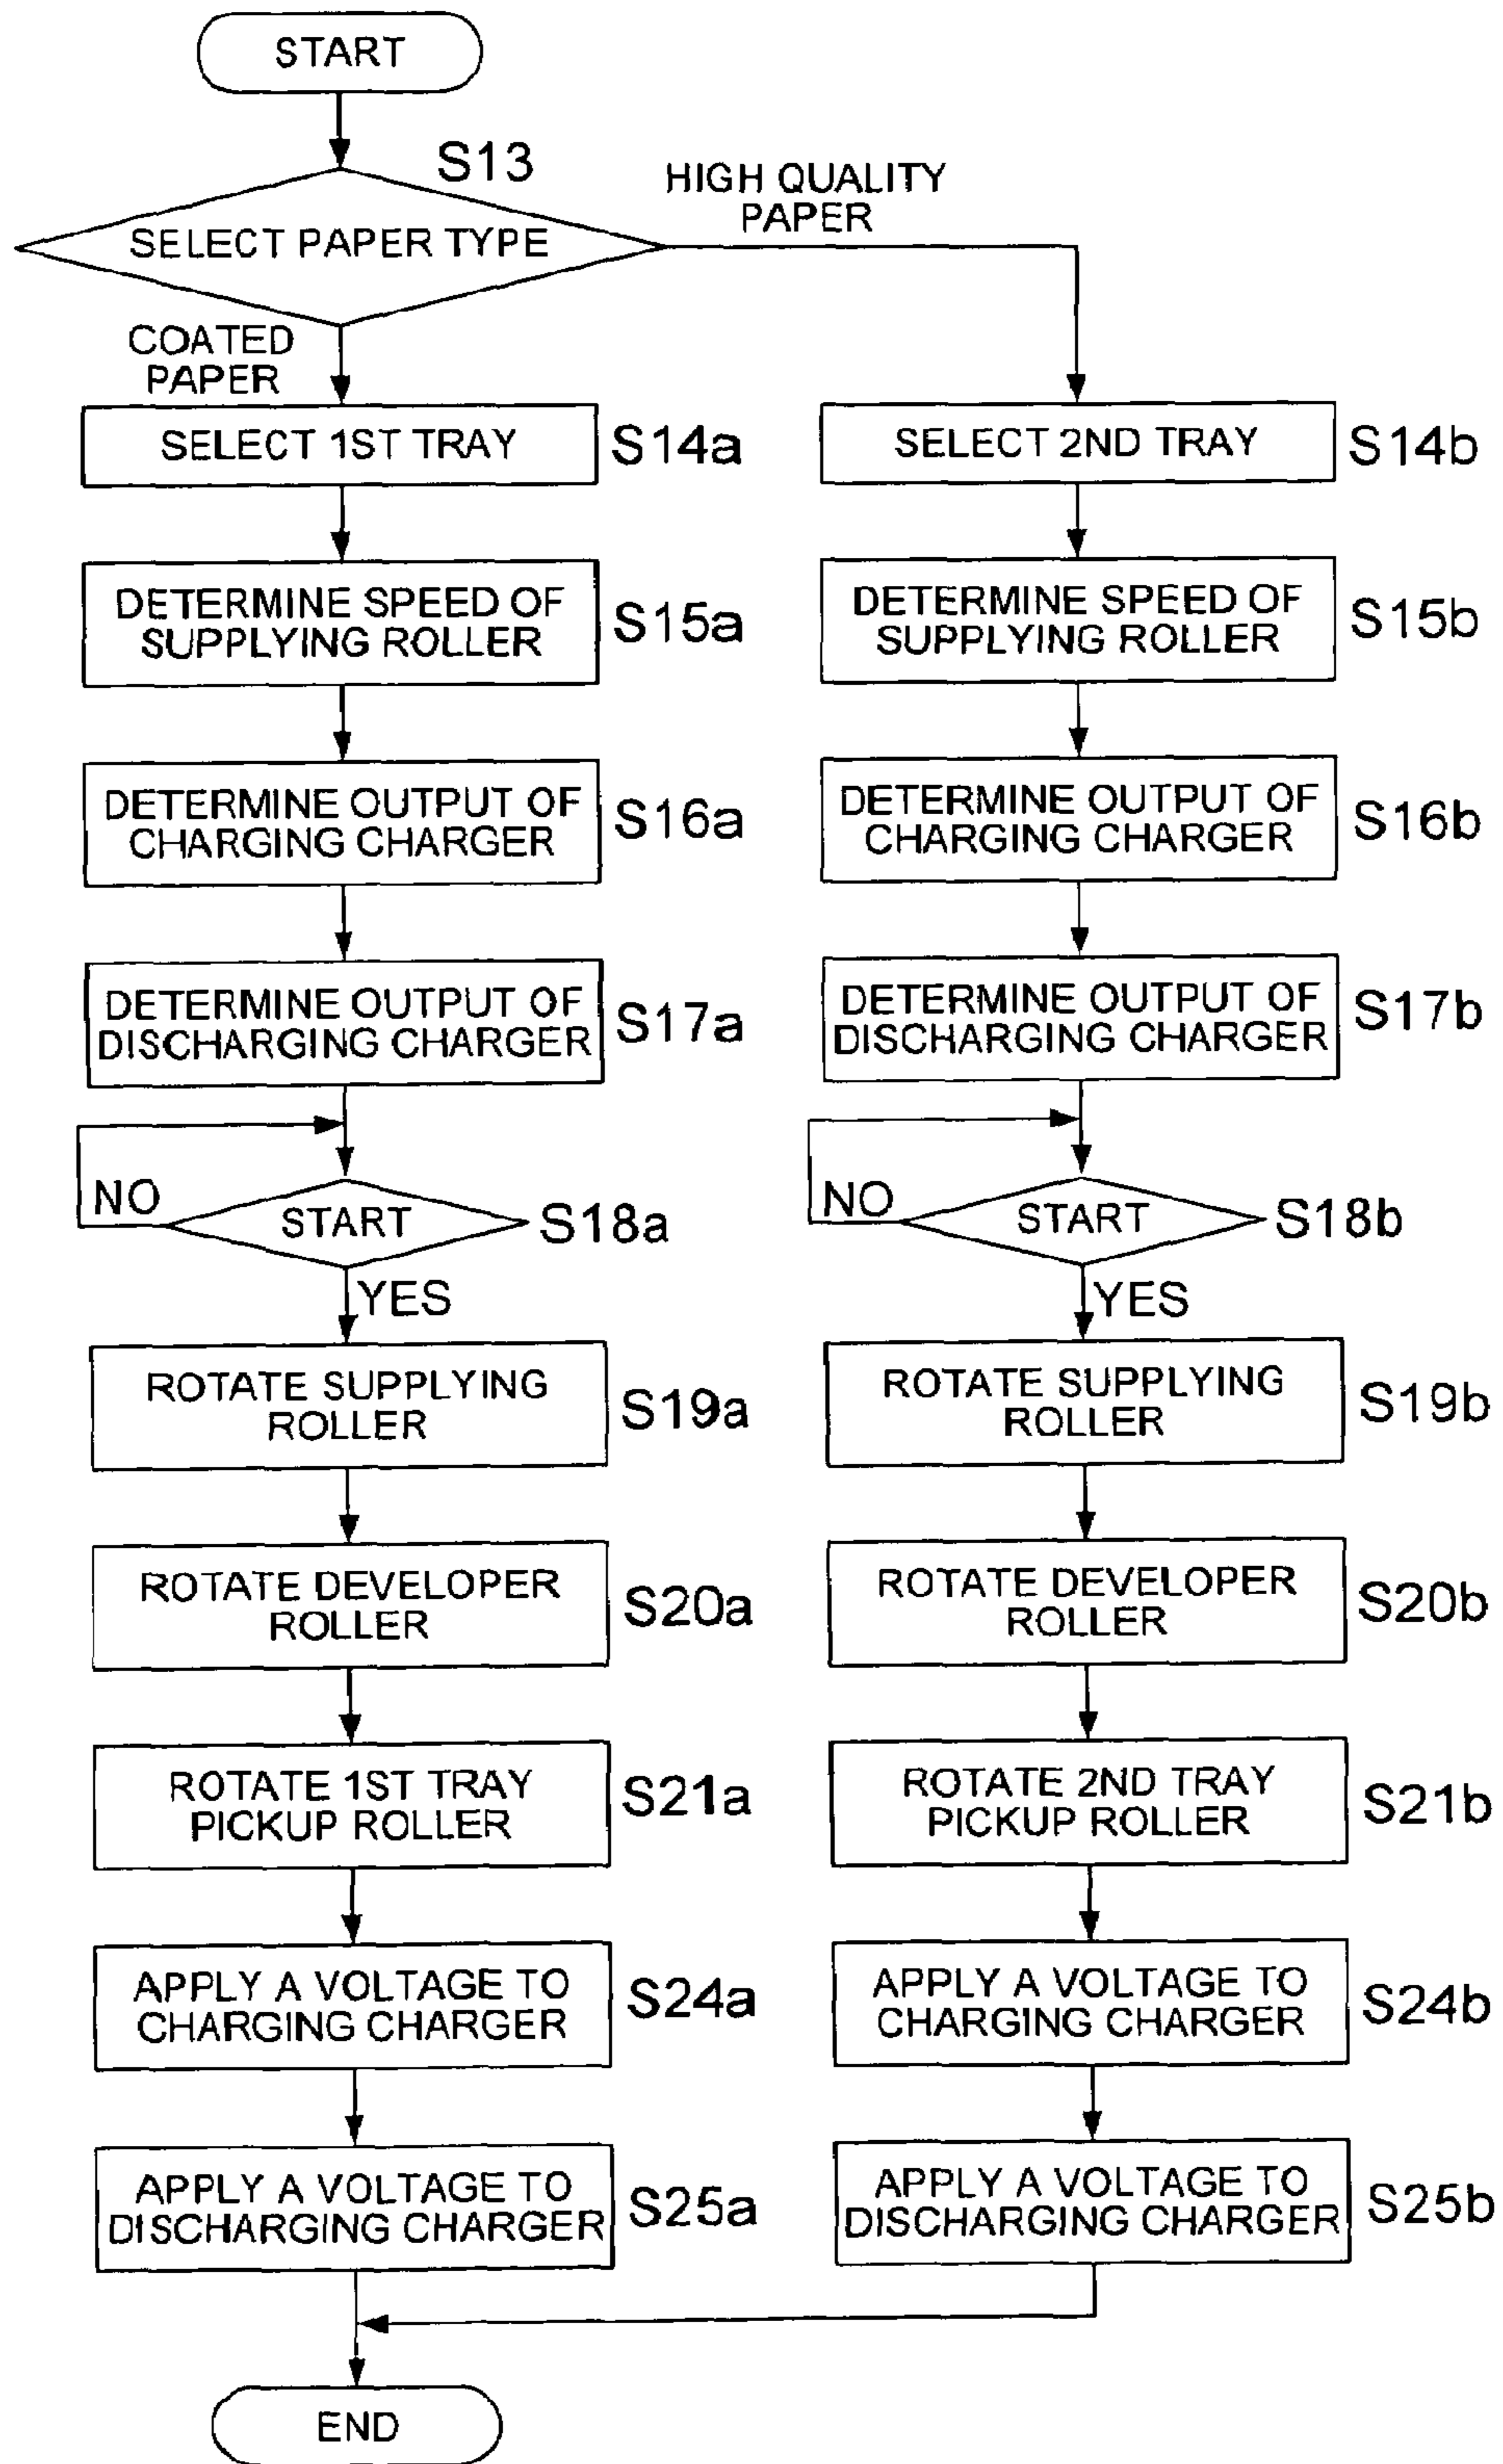 START
S13
HIGH QUALITY
PAPER
SELECT PAPER TYPE
COATED
PAPER
SELECT 1ST TRAY
S14a
DETERMINE SPEED OF
SUPPLYING ROLLER
S15a
DETERMINE OUTPUT OF
CHARGING CHARGER
S16a
DETERMINE OUTPUT OF
DISCHARGING CHARGER
S17a
NO
START
S18a
YES
ROTATE SUPPLYING
ROLLER
S19a
ROTATE DEVELOPER
ROLLER
S20a
ROTATE 1ST TRAY
PICKUP ROLLER
S21a
APPLY A VOLTAGE TO
CHARGING CHARGER
S24a
APPLY A VOLTAGE TO
DISCHARGING CHARGER
S25a
SELECT 2ND TRAY
S14b
DETERMINE SPEED OF
SUPPLYING ROLLER
S15b
DETERMINE OUTPUT OF
CHARGING CHARGER
S16b
DETERMINE OUTPUT OF
DISCHARGING CHARGER
S17b
NO
START
S18b
YES
ROTATE SUPPLYING
ROLLER
S19b
ROTATE DEVELOPER
ROLLER
S20b
ROTATE 2ND TRAY
PICKUP ROLLER
S21b
APPLY A VOLTAGE TO
CHARGING CHARGER
S24b
APPLY A VOLTAGE TO
DISCHARGING CHARGER
S25b
END